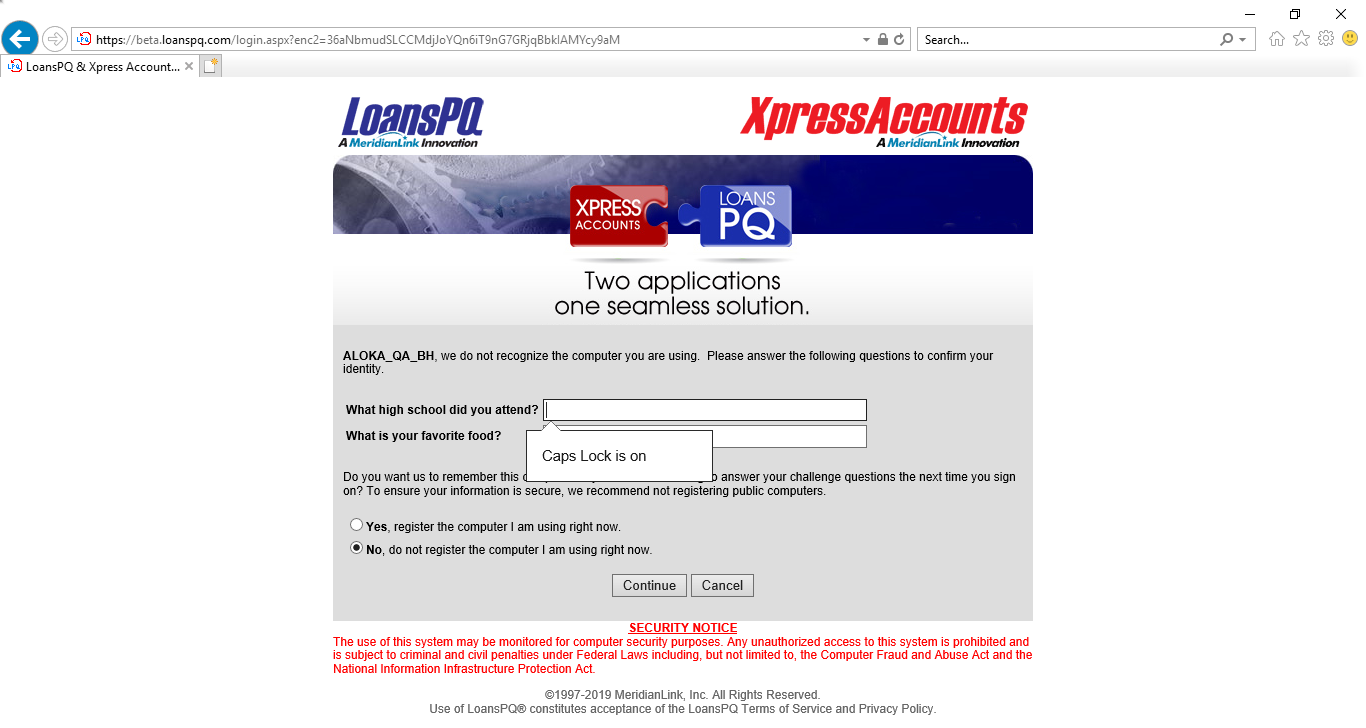 https://beta.loanspq.com/login.aspx?enc2=36aNbmudSLCCMdjJoYQn6iT9nG7GRjqBbkIAMYcy9aM
Search...
LPQ LoansPQ & Xpress Account...
LoansPQ
A MeridianLink Innovation
XpressAccounts
A MeridianLink Innovation
XPRESS
ACCOUNTS
LOANS
PQ
Two applications
one seamless solution.
ALOKA_QA_BH, we do not recognize the computer you are using. Please answer the following questions to confirm your
identity.
What high school did you attend?
What is your favorite food?
Caps Lock is on
Do you want us to remember this to answer your challenge questions the next time you sign
on? To ensure your information is secure, we recommend not registering public computers.
Yes, register the computer I am using right now.
No, do not register the computer I am using right now.
Continue Cancel
SECURITY NOTICE
The use of this system may be monitored for computer security purposes. Any unauthorized access to this system is prohibited and
is subject to criminal and civil penalties under Federal Laws including, but not limited to, the Computer Fraud and Abuse Act and the
National Information Infrastructure Protection Act.
©1997-2019 MeridianLink, Inc. All Rights Reserved.
Use of LoansPQ® constitutes acceptance of the LoansPQ Terms of Service and Privacy Policy.